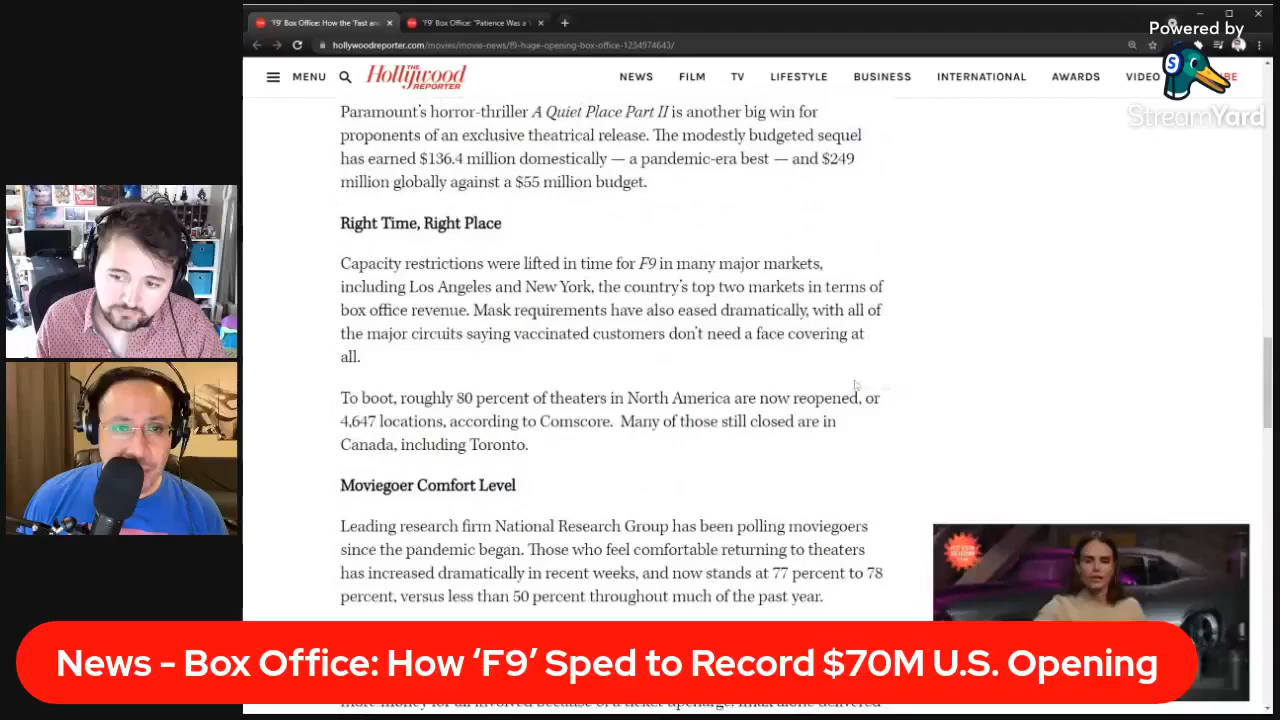 'F9' Box Office: How the 'Fast an
'F9' Box Office: "Patience Was a
Powered by
StreamYard
hollywoodreporter.com/movies/movie-news/f9-huge-opening-box-office-1234974643/
MENU
THE Hollywood REPORTER
NEWS FILM TV LIFESTYLE BUSINESS INTERNATIONAL AWARDS VIDEO
Paramount's horror-thriller A Quiet Place Part II is another big win for
proponents of an exclusive theatrical release. The modestly budgeted sequel
has earned $136.4 million domestically — a pandemic-era best — and $249
million globally against a $55 million budget.
Right Time, Right Place
Capacity restrictions were lifted in time for F9 in many major markets,
including Los Angeles and New York, the country's top two markets in terms of
box office revenue. Mask requirements have also eased dramatically, with all of
the major circuits saying vaccinated customers don't need a face covering at
all.
To boot, roughly 80 percent of theaters in North America are now reopened, or
4,647 locations, according to Comscore. Many of those still closed are in
Canada, including Toronto.
Moviegoer Comfort Level
Leading research firm National Research Group has been polling moviegoers
since the pandemic began. Those who feel comfortable returning to theaters
has increased dramatically in recent weeks, and now stands at 77 percent to 78
percent, versus less than 50 percent throughout much of the past year.
News - Box Office: How 'F9' Sped to Record $70M U.S. Opening